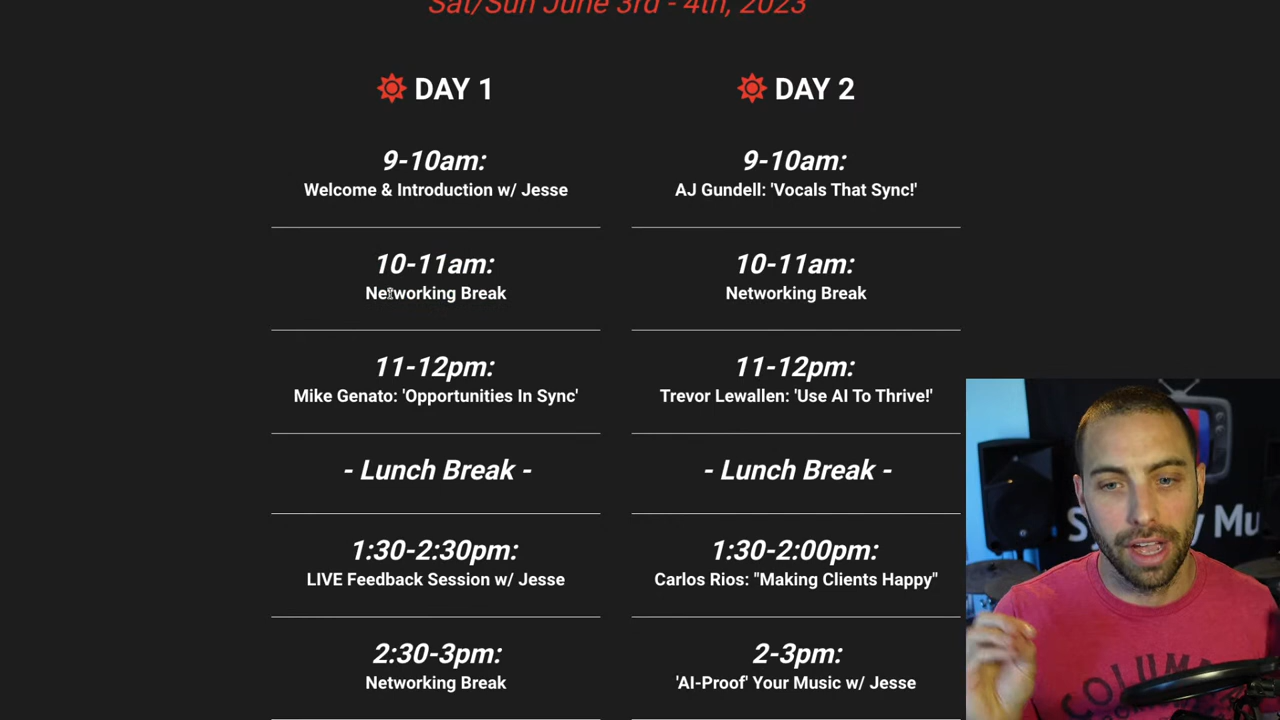 Sat/Sun June 3rd - 4th, 2023
DAY 1
9-10am:
Welcome & Introduction w/ Jesse
10-11am:
Networking Break
11-12pm:
Mike Genato: 'Opportunities In Sync'
- Lunch Break -
1:30-2:30pm:
LIVE Feedback Session w/ Jesse
2:30-3pm:
Networking Break
DAY 2
9-10am:
AJ Gundell: 'Vocals That Sync!'
10-11am:
Networking Break
11-12pm:
Trevor Lewallen: 'Use AI To Thrive!'
- Lunch Break -
1:30-2:00pm:
Carlos Rios: "Making Clients Happy"
2-3pm:
'AI-Proof' Your Music w/ Jesse